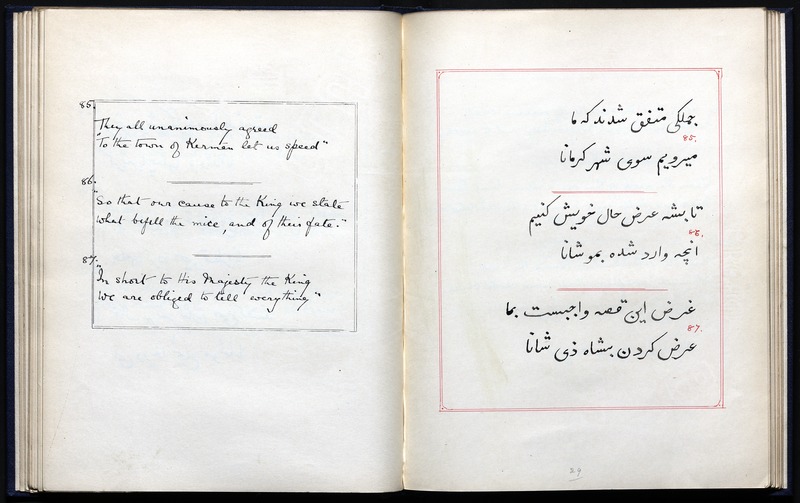 85.
They all unanimously agreed
"To the town of Kerman let us speed"
86.
"So that our cause to the King we state
What befell the mice, and of their fate."
87.
"In short to His Majesty the King
We are obliged to tell everything"
جملگی متفق شدند که ما
85.
میرویم سوی شهر کرمانا
تا بشه عرض حال خویش کنیم
86.
انچه وارد شده بموشانا
غرض این قصه واجبست بما
87.
عرض کردن بشاه ذی شانا
29